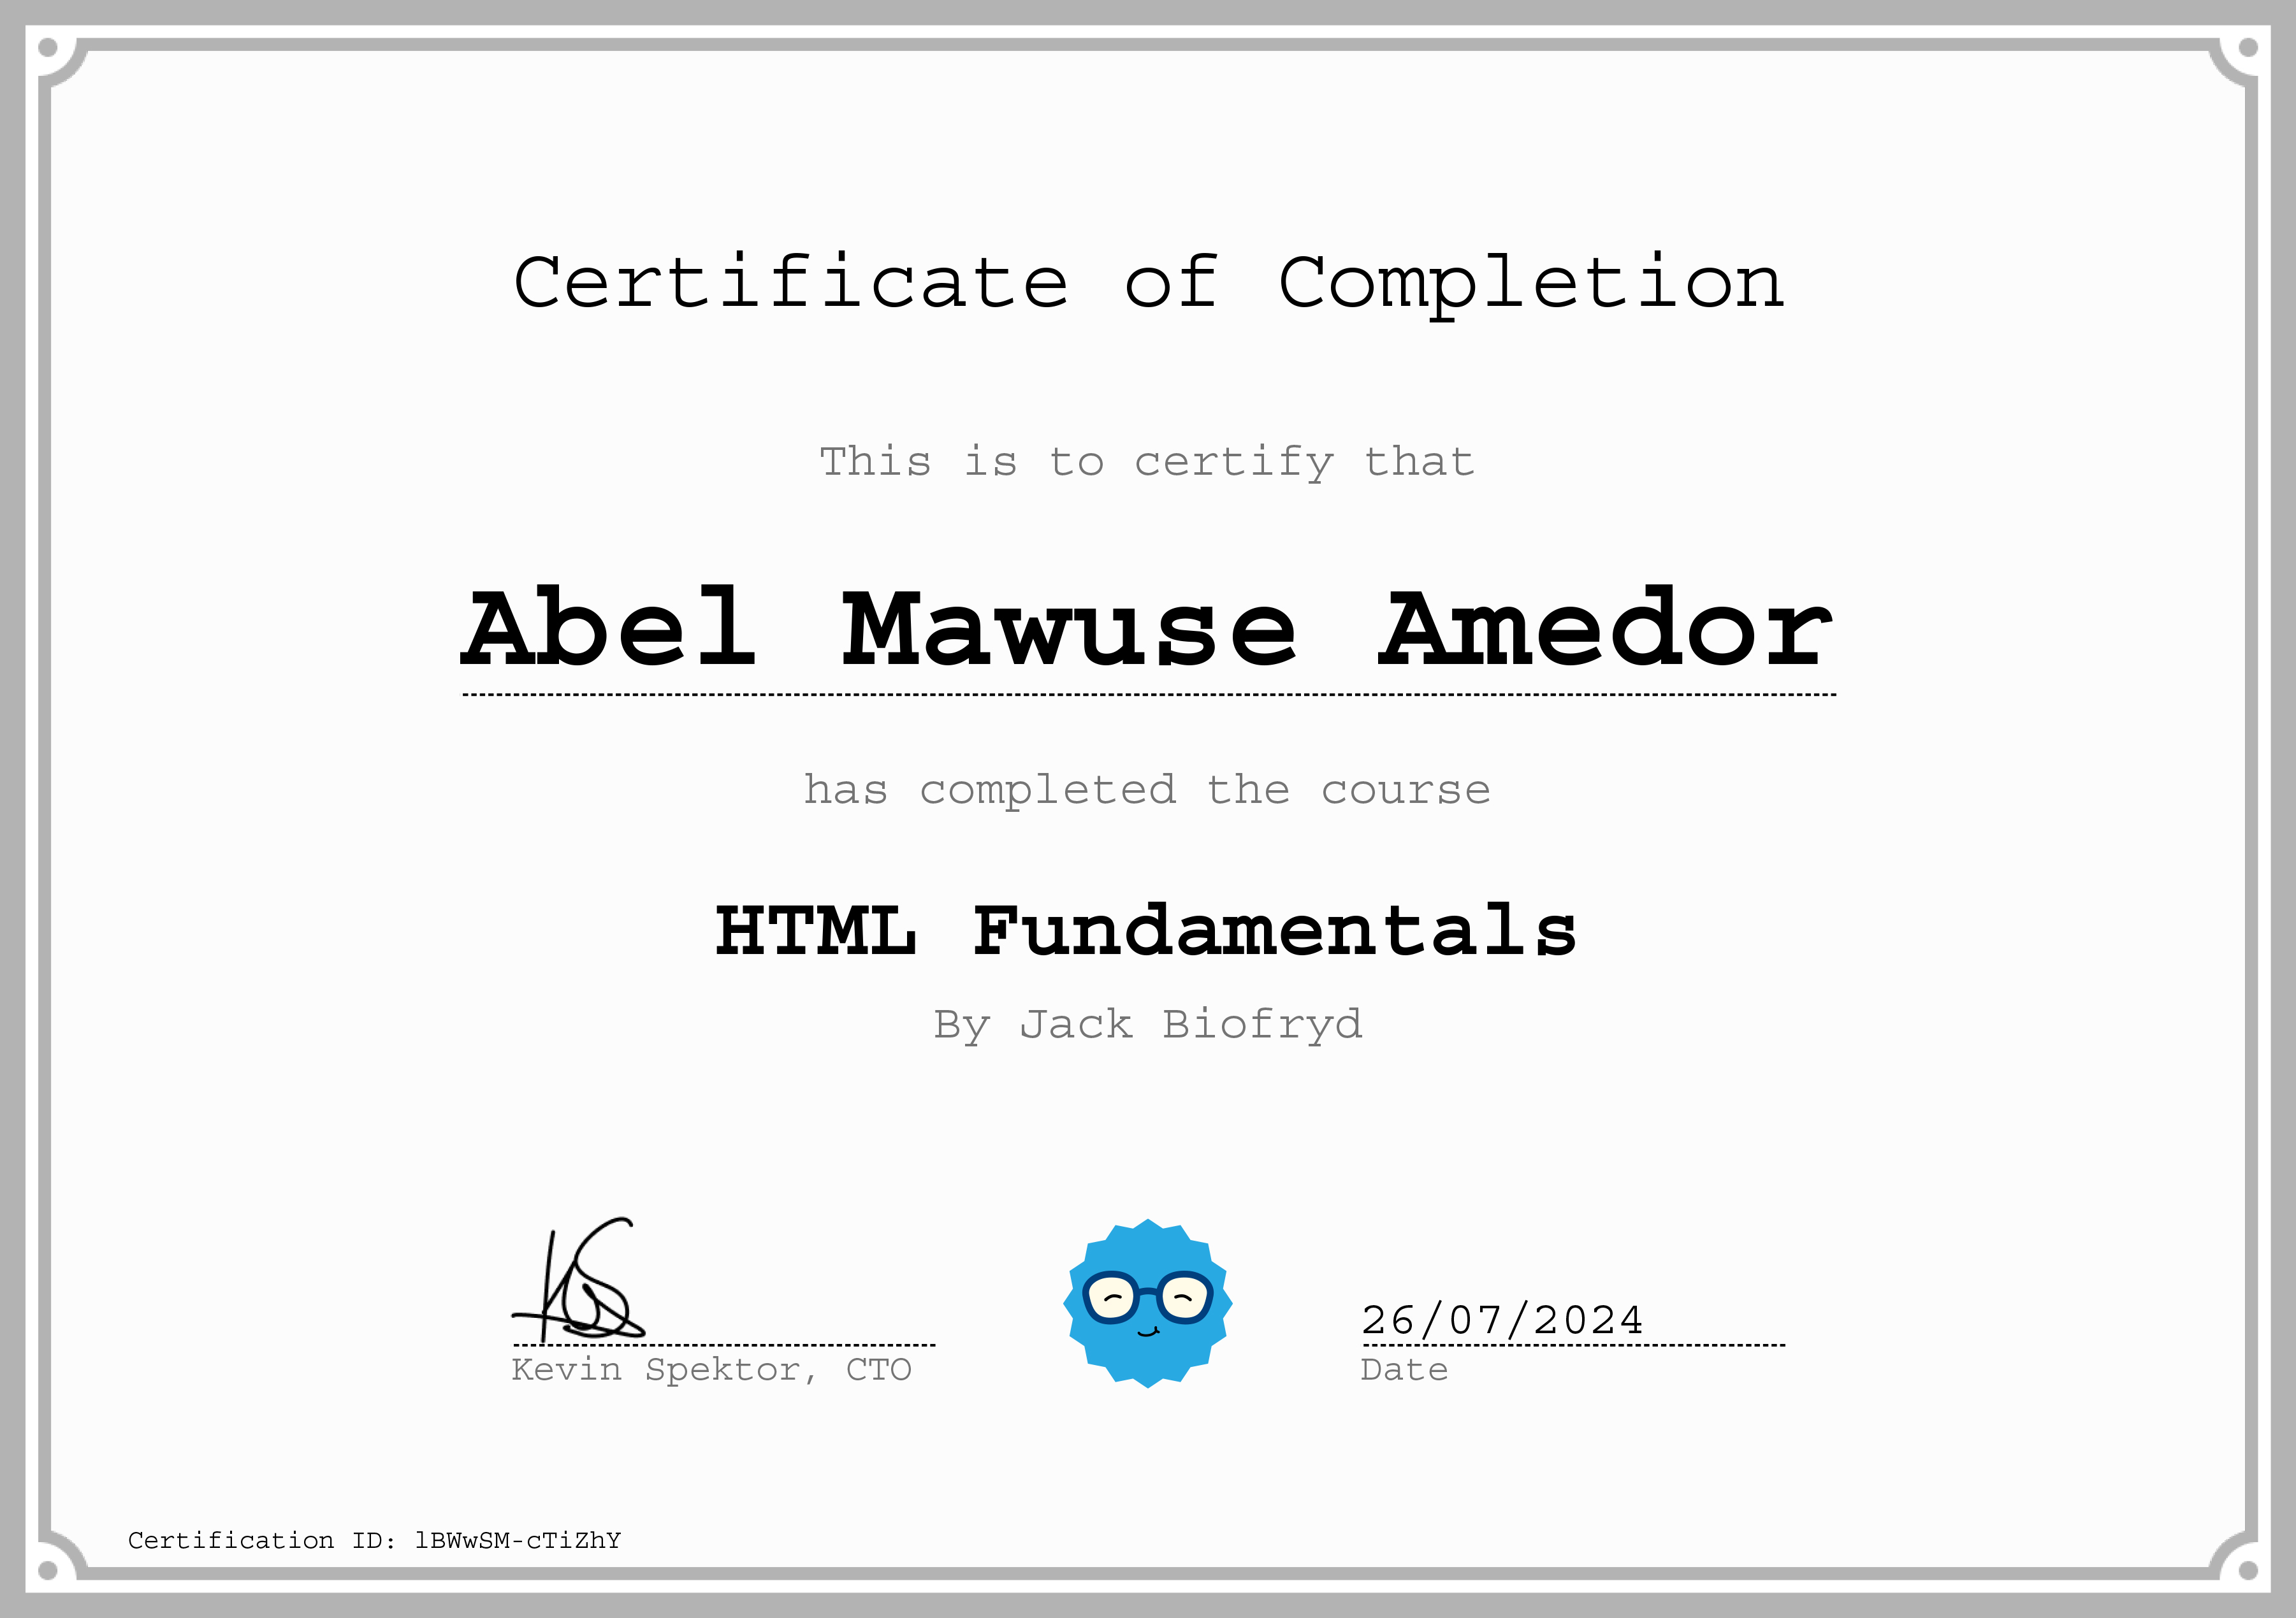 Certificate of Completion
This is to certify that
Abel Mawuse Amedor
has completed the course
HTML Fundamentals
By Jack Biofryd
26/07/2024
Kevin Spektor, CTO
Date
Certification ID: lBWwSM-cTiZhY